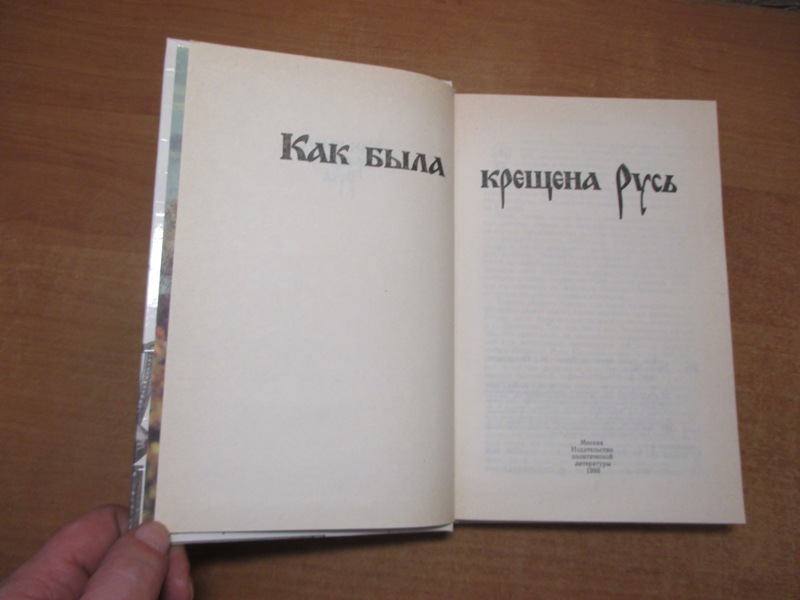 Как была
крещена Русь
Москва
Издательство
политической
литературы
1988